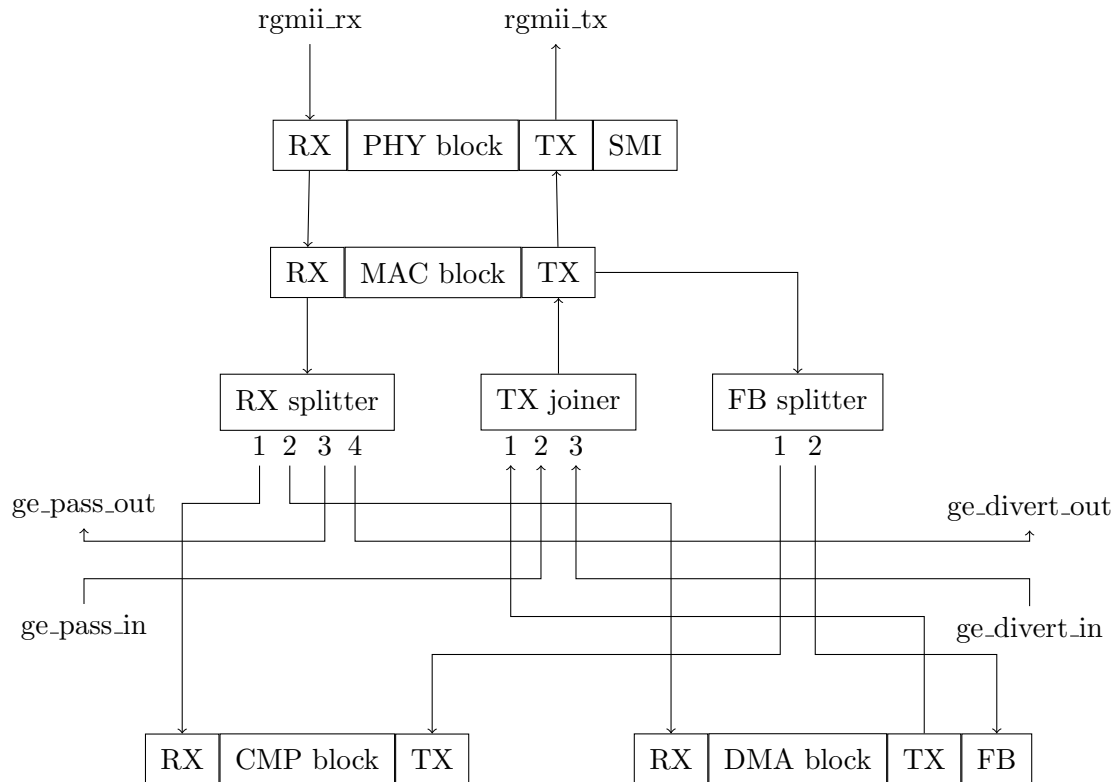 rgmii_rx rgmii_tx
RX PHY block TX SMI
RX MAC block TX
RX splitter TX joiner FB splitter
1 2 3 4 1 2 3 1 2
ge_pass_out ge_divert_out
ge_pass_in ge_divert_in
RX CMP block TX RX DMA block TX FB